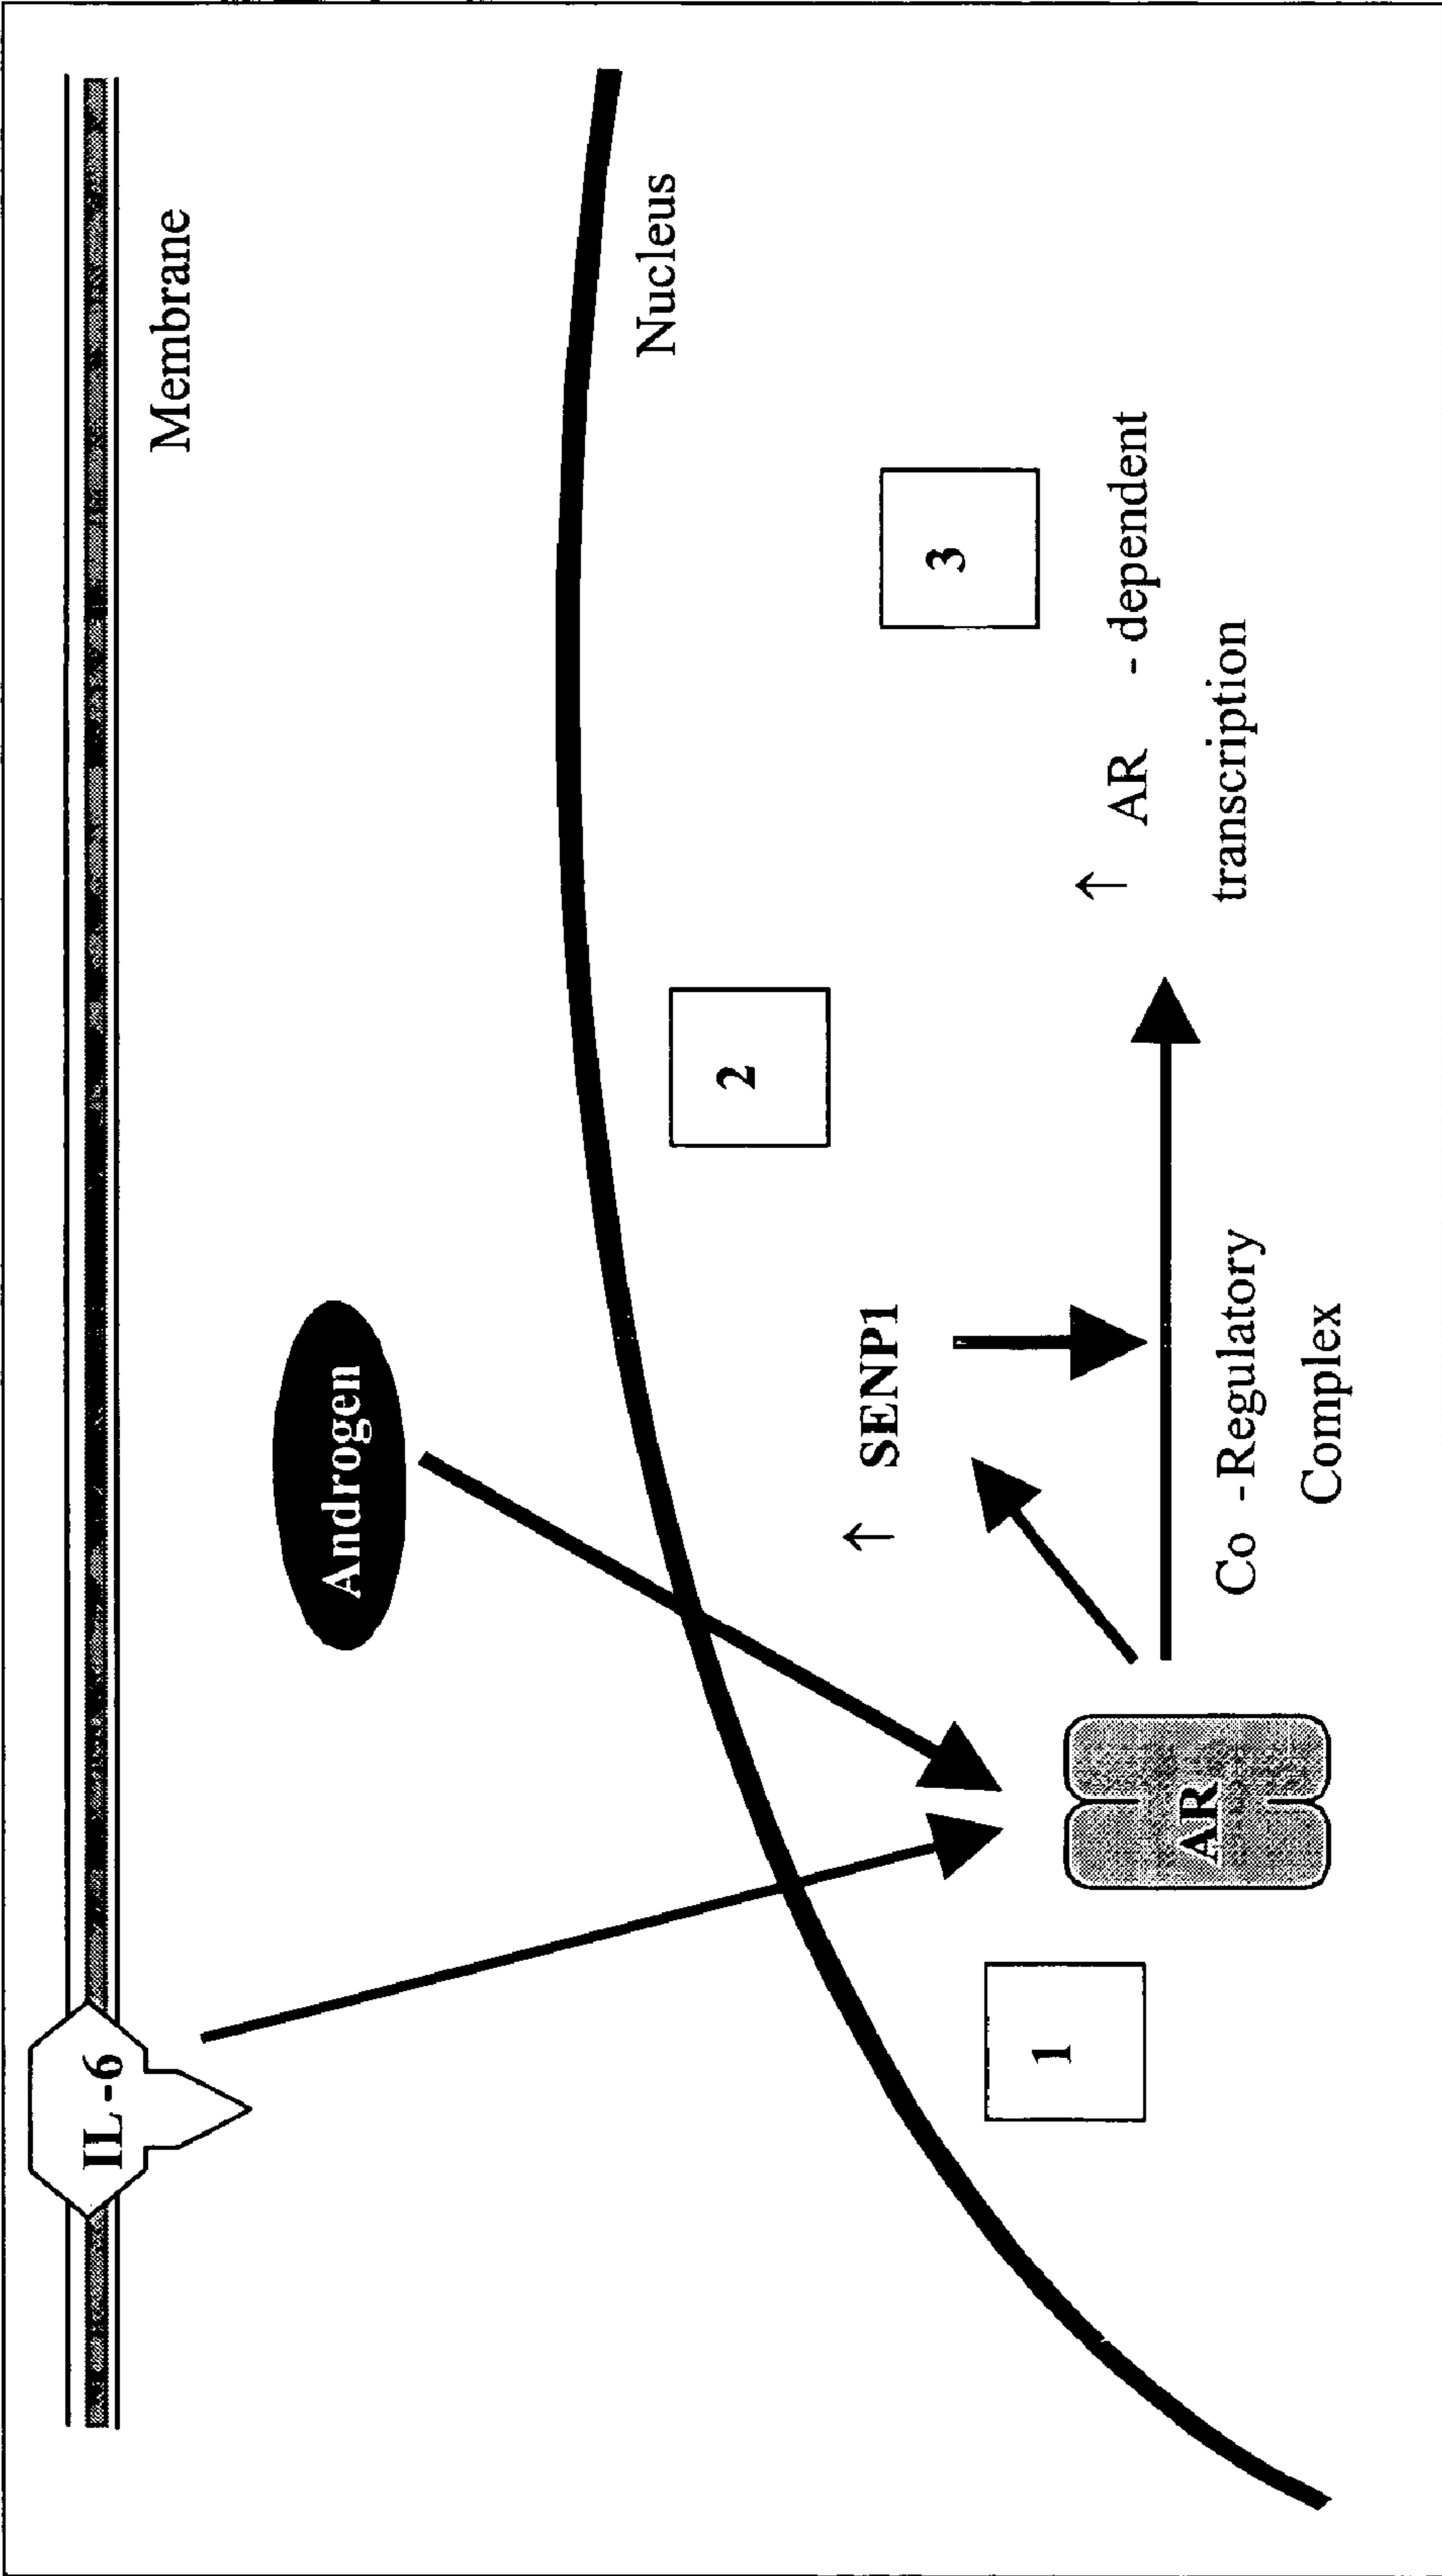 IL-6
Membrane
Androgen
Nucleus
1
AR
2
↑ SENP1
Co -Regulatory
Complex
3
↑ AR - dependent
transcription